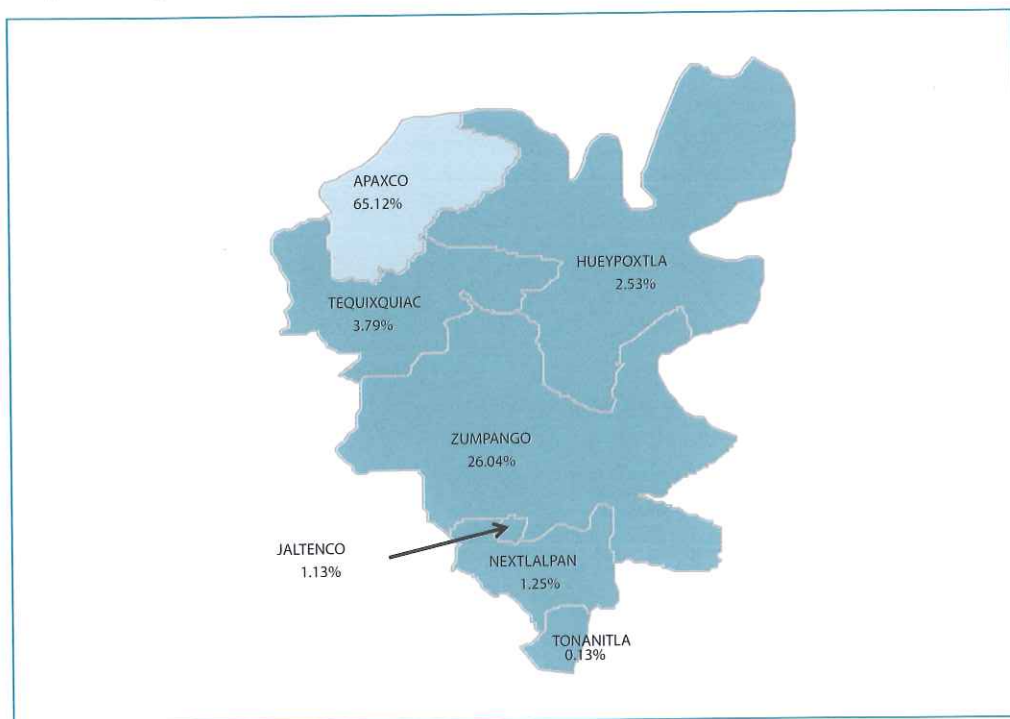 APAXCO
65.12%
HUEYPOXTLA
2.53%
TEQUIXQUIAC
3.79%
ZUMPANGO
26.04%
JALTENCO
1.13%
NEXTLALPAN
1.25%
TONANITLA
0.13%